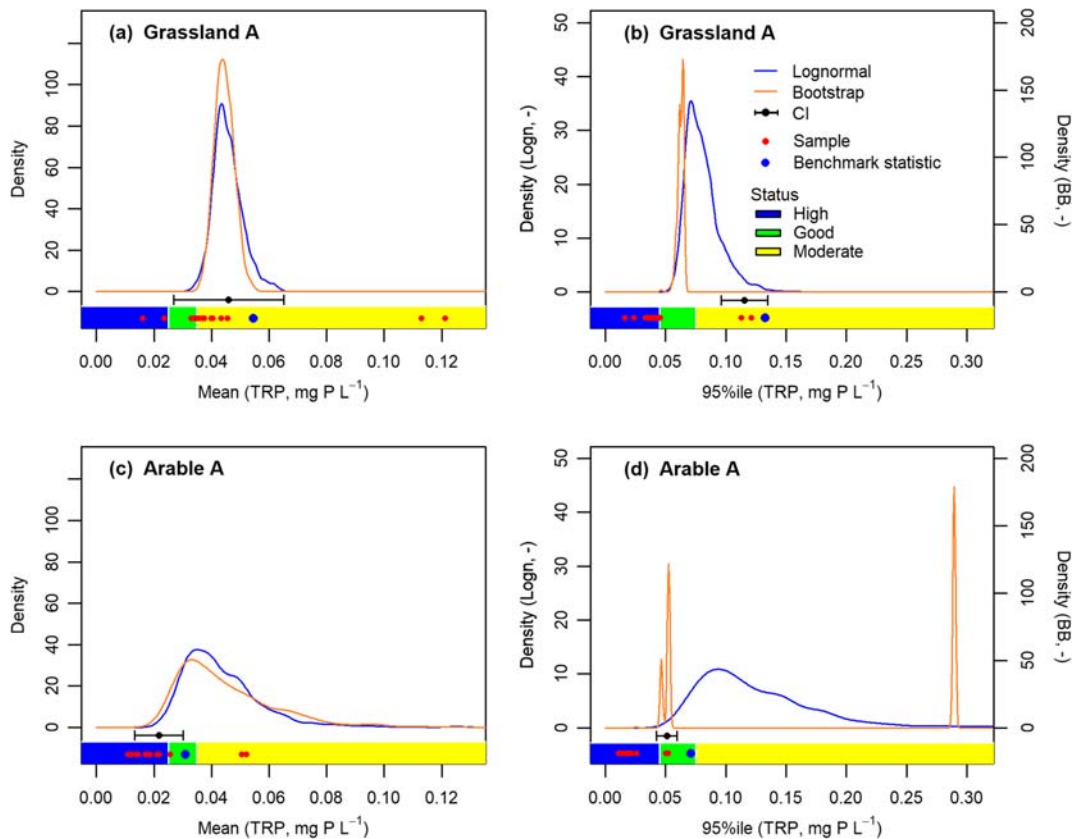 (a) Grassland A
Density
0 20 40 60 80 100
0.00 0.02 0.04 0.06 0.08 0.10 0.12
Mean (TRP, mg P L⁻¹)
(b) Grassland A
Density (Logn, -)
0 10 20 30 40 50
Density (BB, -)
0 50 100 150 200
Lognormal
Bootstrap
CI
Sample
Benchmark statistic
Status
High
Good
Moderate
0.00 0.05 0.10 0.15 0.20 0.25 0.30
95%ile (TRP, mg P L⁻¹)
(c) Arable A
Density
0 20 40 60 80 100
0.00 0.02 0.04 0.06 0.08 0.10 0.12
Mean (TRP, mg P L⁻¹)
(d) Arable A
Density (Logn, -)
0 10 20 30 40 50
Density (BB, -)
0 50 100 150 200
0.00 0.05 0.10 0.15 0.20 0.25 0.30
95%ile (TRP, mg P L⁻¹)